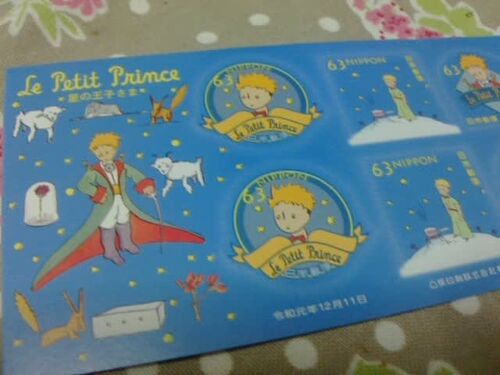 Le Petit Prince
星の王子さま
63 NIPPON
Le Petit Prince
63 NIPPON
63
63 NIPPON
Le Petit Prince
63 NIPPON
令和元年12月11日